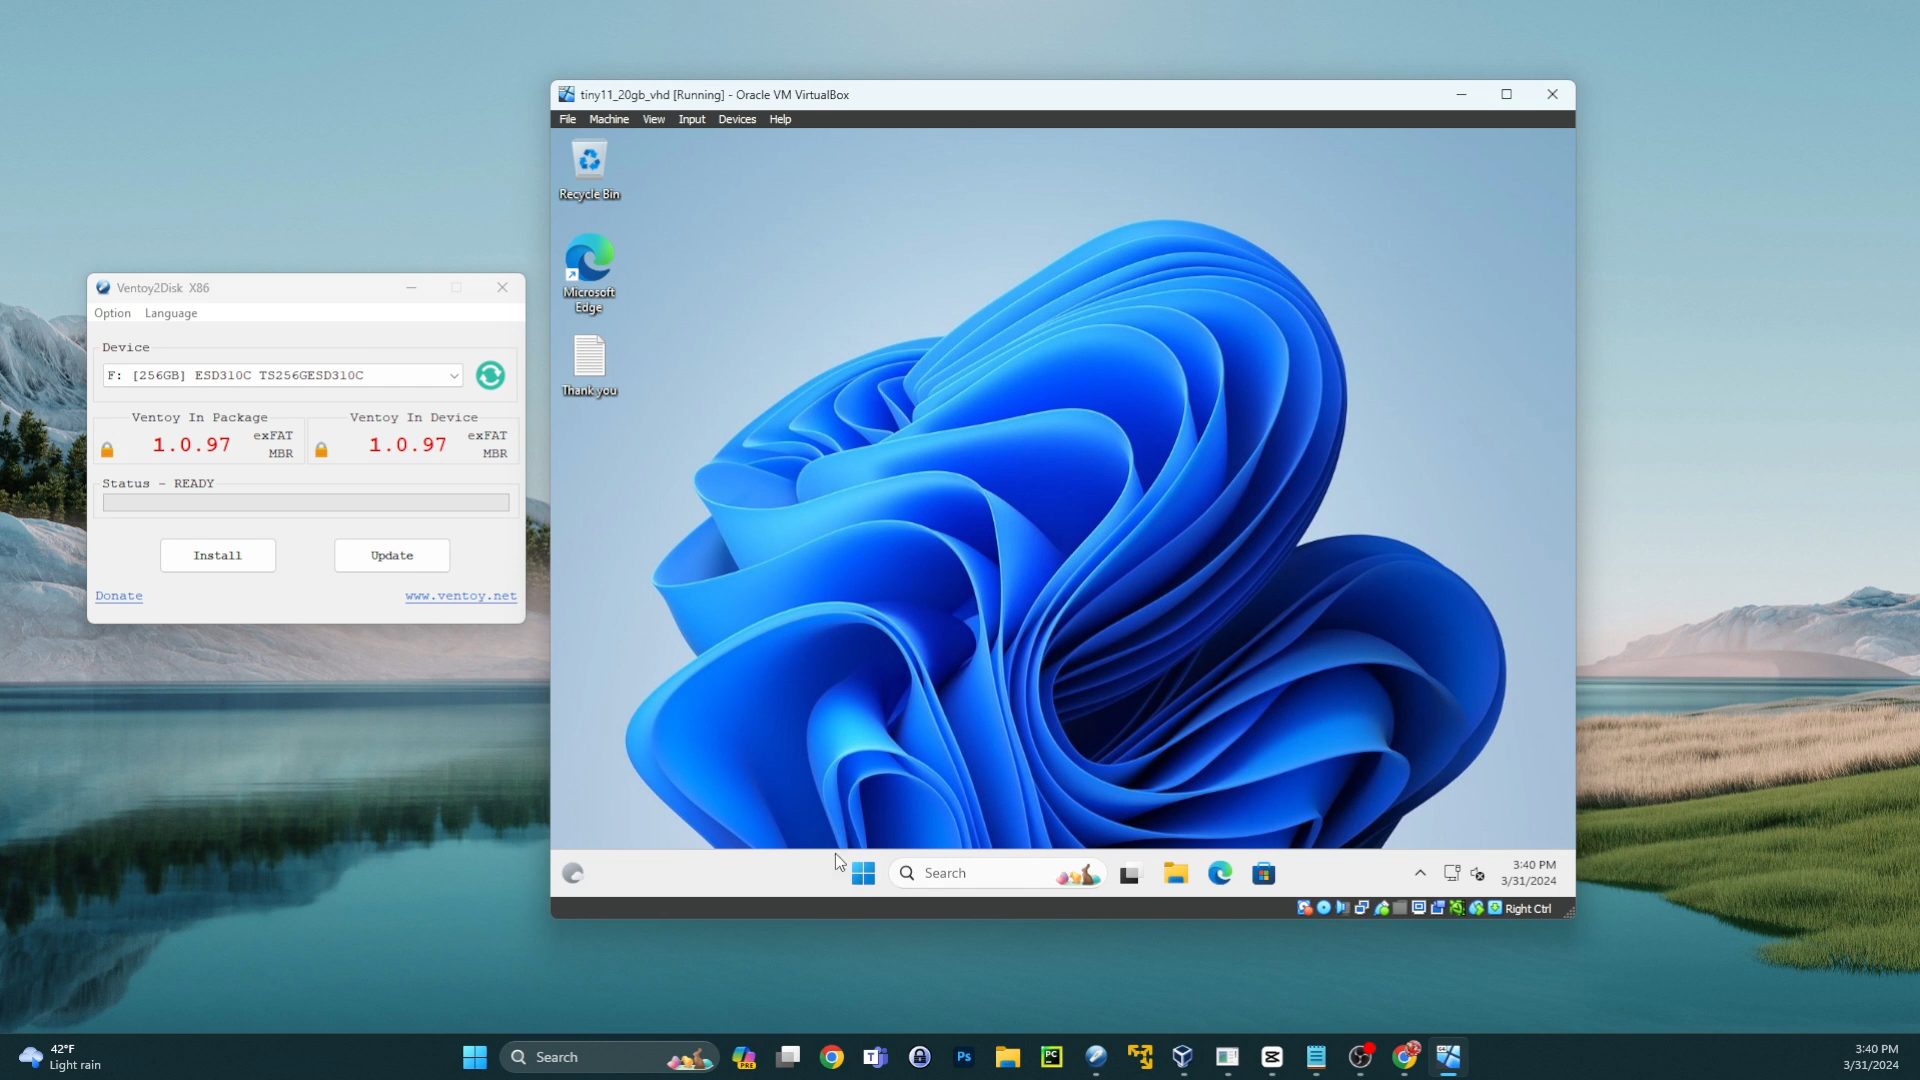 tiny11_20gb_vhd [Running] - Oracle VM VirtualBox
File Machine View Input Devices Help
Recycle Bin
Microsoft
Edge
Thank you
Ventoy2Disk X86
Option Language
Device
F: [256GB] ESD310C TS256GESD310C
Ventoy In Package
1.0.97
exFAT
MBR
Ventoy In Device
1.0.97
exFAT
MBR
Status - READY
Install
Update
Donate
www.ventoy.net
Search
3:40 PM
3/31/2024
Right Ctrl
42°F
Light rain
Search
PRE
T
Ps
PC
3:40 PM
3/31/2024